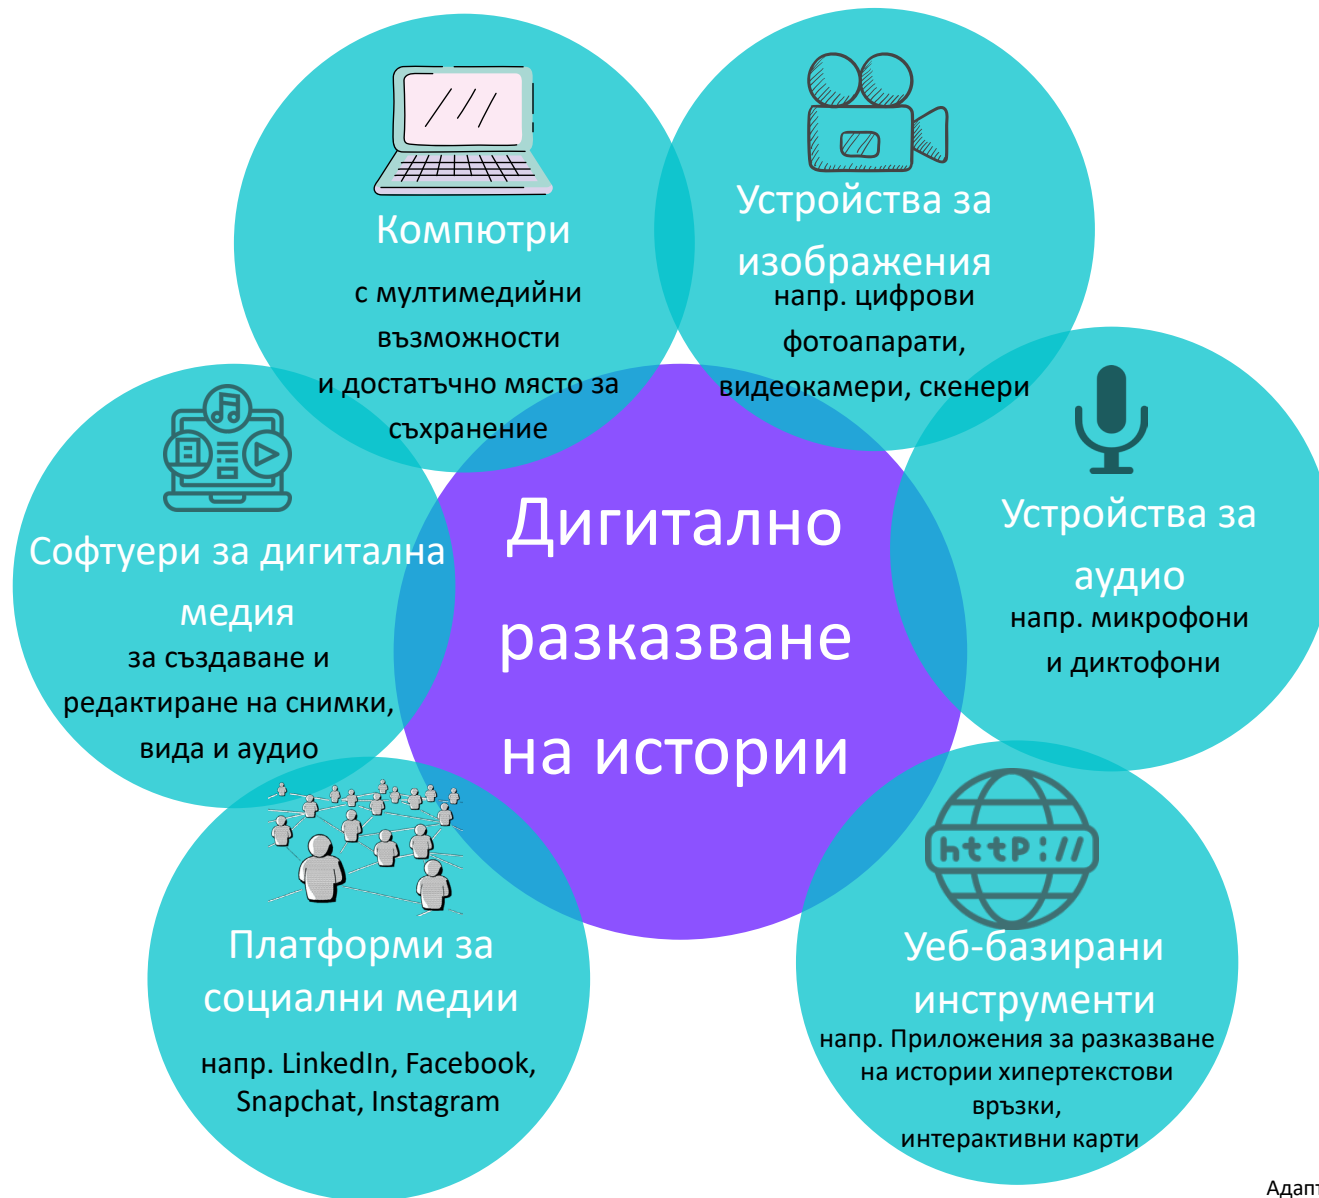 Компютри
с мултимедийни
възможности
и достатъчно място за
съхранение
Устройства за
изображения
напр. цифрови
фотоапарати,
видеокамери, скенери
Устройства за
аудио
напр. микрофони
и диктофони
Софтуери за дигитална
медия
за създаване и
редактиране на снимки,
вида и аудио
Дигитално
разказване
на истории
Платформи за
социални медии
напр. LinkedIn, Facebook,
Snapchat, Instagram
http://
Уеб-базирани
инструменти
напр. Приложения за разказване
на истории хипертекстови
връзки,
интерактивни карти